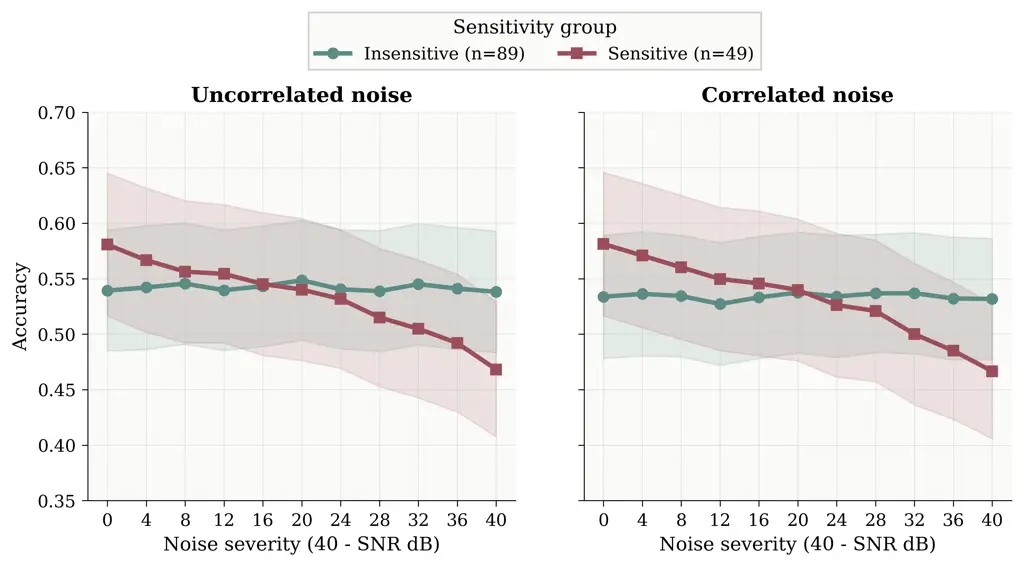 Sensitivity group
Insensitive (n=89) Sensitive (n=49)
Uncorrelated noise
Correlated noise
Accuracy
0.70
0.65
0.60
0.55
0.50
0.45
0.40
0.35
0 4 8 12 16 20 24 28 32 36 40
0 4 8 12 16 20 24 28 32 36 40
Noise severity (40 - SNR dB)
Noise severity (40 - SNR dB)